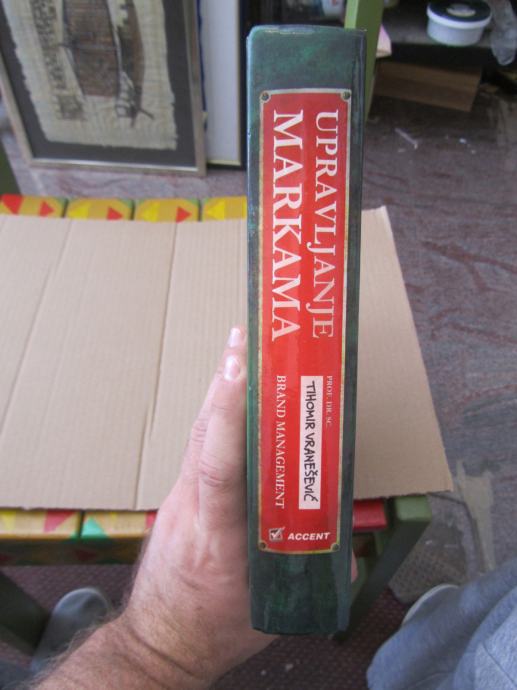 UPRAVLJANJE
MARKAMA
PROF. DR. SC.
TIHOMIR VRANEŠEVIĆ
BRAND MANAGEMENT
ACCENT